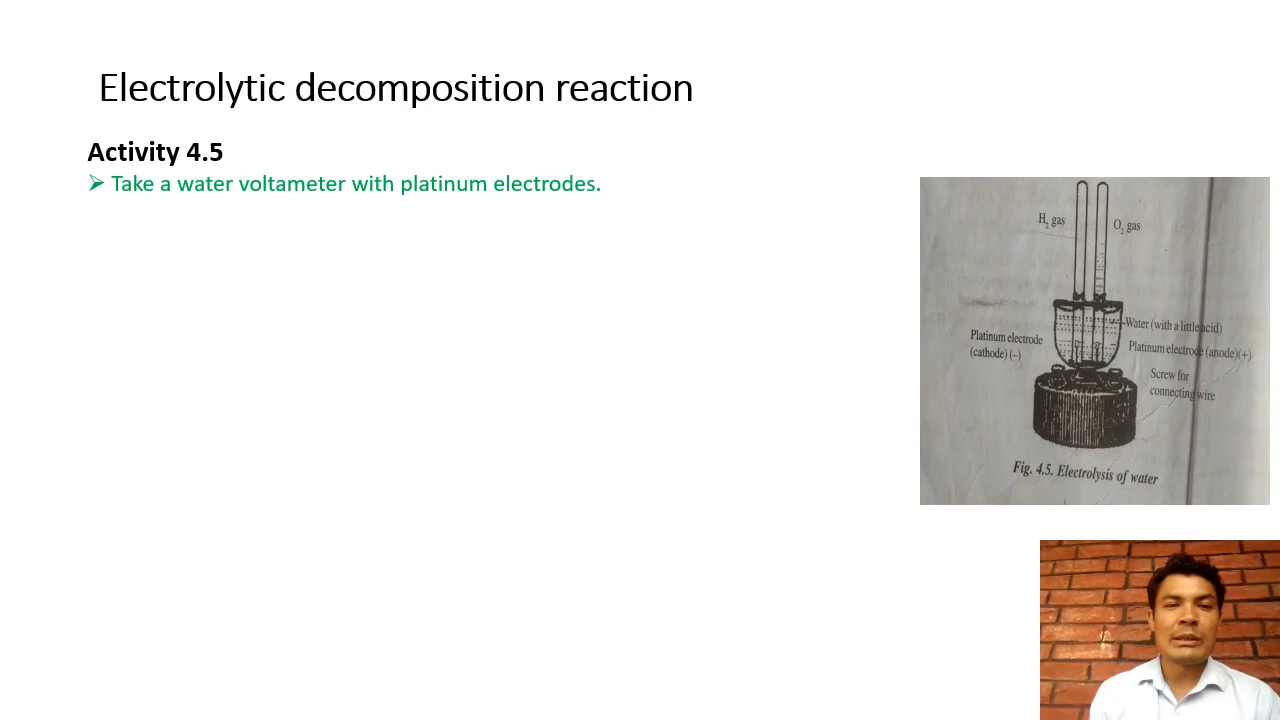 Electrolytic decomposition reaction
Activity 4.5
➢ Take a water voltameter with platinum electrodes.
H₂ gas
O₂ gas
Water (with a little acid)
Platinum electrode
(cathode) (–)
Platinum electrode (anode)(+)
Screw for
connecting wire
Fig. 4.5. Electrolysis of water